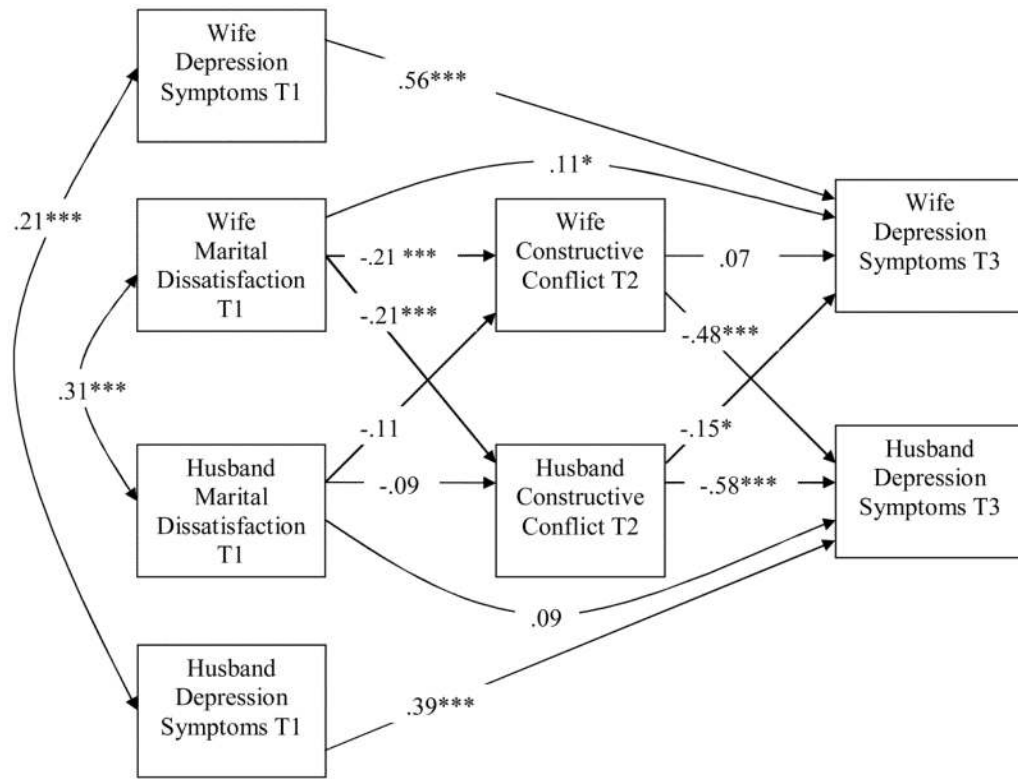 Wife
Depression
Symptoms T1
.56***
.11*
Wife
Marital
Dissatisfaction
T1
.21***
-.21 ***
Wife
Constructive
Conflict T2
.07
Wife
Depression
Symptoms T3
-.21***
-.48***
.31***
-.11
-.15*
Husband
Marital
Dissatisfaction
T1
-.09
Husband
Constructive
Conflict T2
-.58***
Husband
Depression
Symptoms T3
.09
Husband
Depression
Symptoms T1
.39***